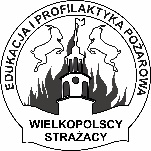 EDUKACJA I PROFILAKTYKA POŻAROWA
WIELKOPOLSCY
STRAŻACY